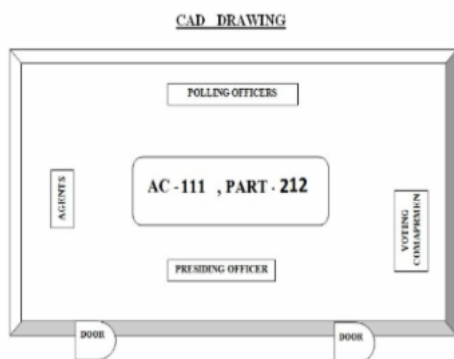 CAD DRAWING
POLLING OFFICERS
AGENTS
AC -111 , PART - 212
VOTING
COMAPRMEN
PRESIDING OFFICER
DOOR
DOOR